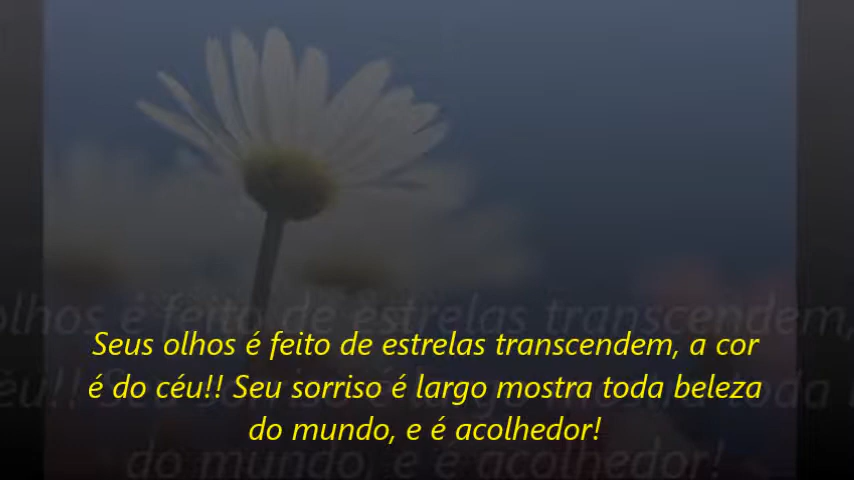 Seus olhos é feito de estrelas transcendem, a cor
é do céu!! Seu sorriso é largo mostra toda beleza
do mundo, e é acolhedor!